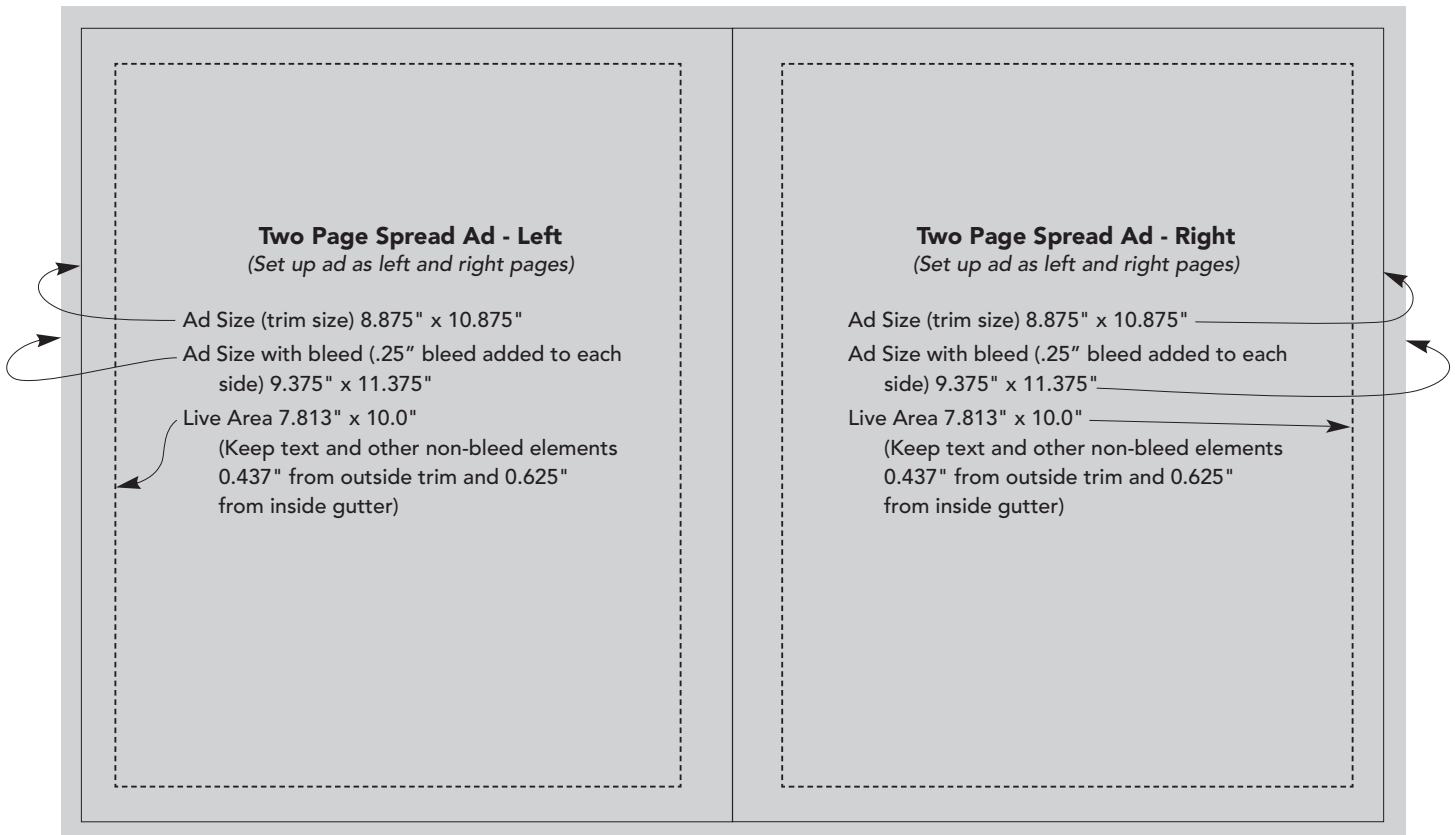 Two Page Spread Ad - Left
(Set up ad as left and right pages)
Ad Size (trim size) 8.875" x 10.875"
Ad Size with bleed (.25” bleed added to each
side) 9.375" x 11.375"
Live Area 7.813" x 10.0"
(Keep text and other non-bleed elements
0.437" from outside trim and 0.625"
from inside gutter)
Two Page Spread Ad - Right
(Set up ad as left and right pages)
Ad Size (trim size) 8.875" x 10.875"
Ad Size with bleed (.25” bleed added to each
side) 9.375" x 11.375"
Live Area 7.813" x 10.0"
(Keep text and other non-bleed elements
0.437" from outside trim and 0.625"
from inside gutter)